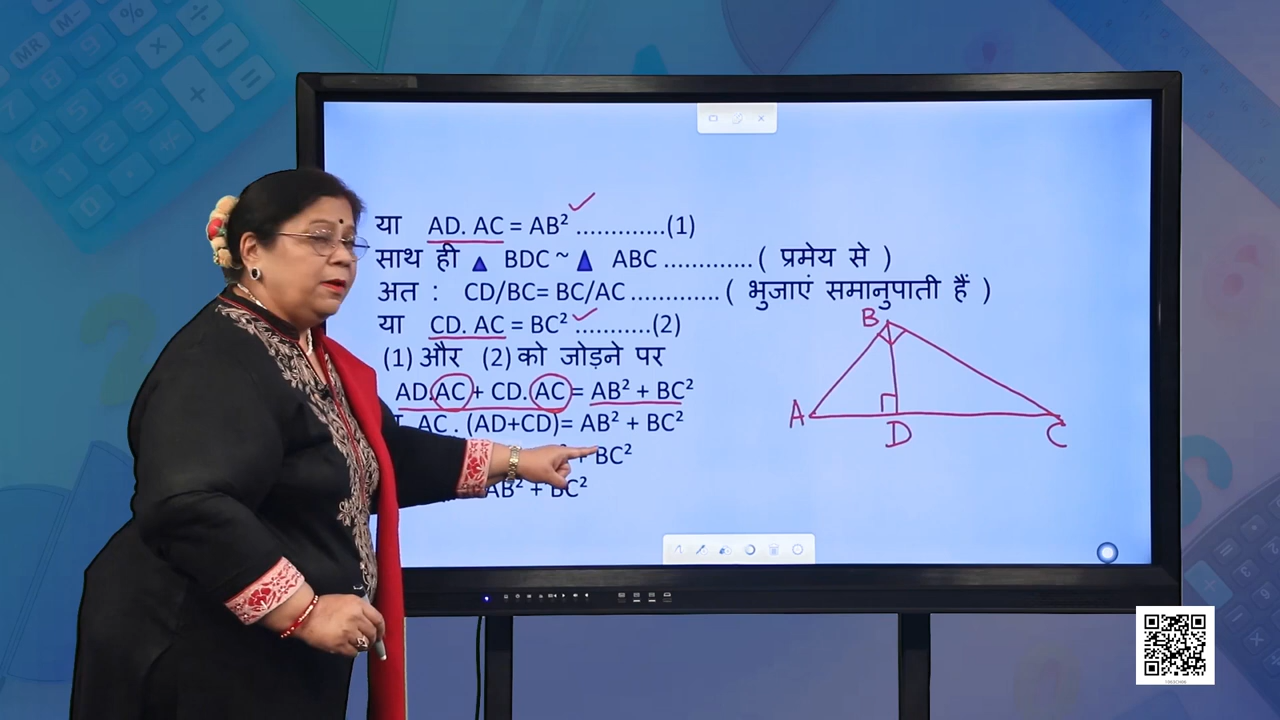 या AD. AC = AB² .............(1)
साथ ही ▲ BDC ~ ▲ ABC ............. ( प्रमेय से )
अत : CD/BC= BC/AC ............. ( भुजाएं समानुपाती हैं )
या CD. AC = BC² ...........(2)
(1) और (2) को जोड़ने पर
AD.AC + CD. AC = AB² + BC²
AC . (AD+CD)= AB² + BC²
+ BC²
AB² + BC²
B
A
D
C